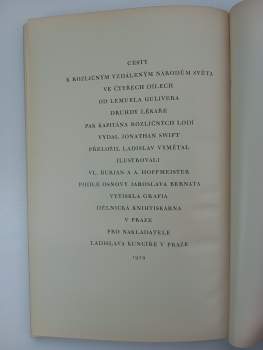 CESTY
K ROZLIČNÝM VZDÁLENÝM NÁRODŮM SVĚTA
VE ČTYŘECH DÍLECH
OD LEMUELA GULIVERA
DRUHDY LÉKAŘE
PAK KAPITÁNA ROZLIČNÝCH LODÍ
VYDAL JONATHAN SWIFT
PŘELOŽIL LADISLAV VYMĚTAL
ILUSTROVALI
VL. BURIAN A A. HOFFMEISTER
PODLE OSNOVY JAROSLAVA BERNATA
VYTISKLA GRAFIA
DĚLNICKÁ KNIHTISKÁRNA
V PRAZE
PRO NAKLADATELE
LADISLAVA KUNCÍŘE V PRAZE
1929